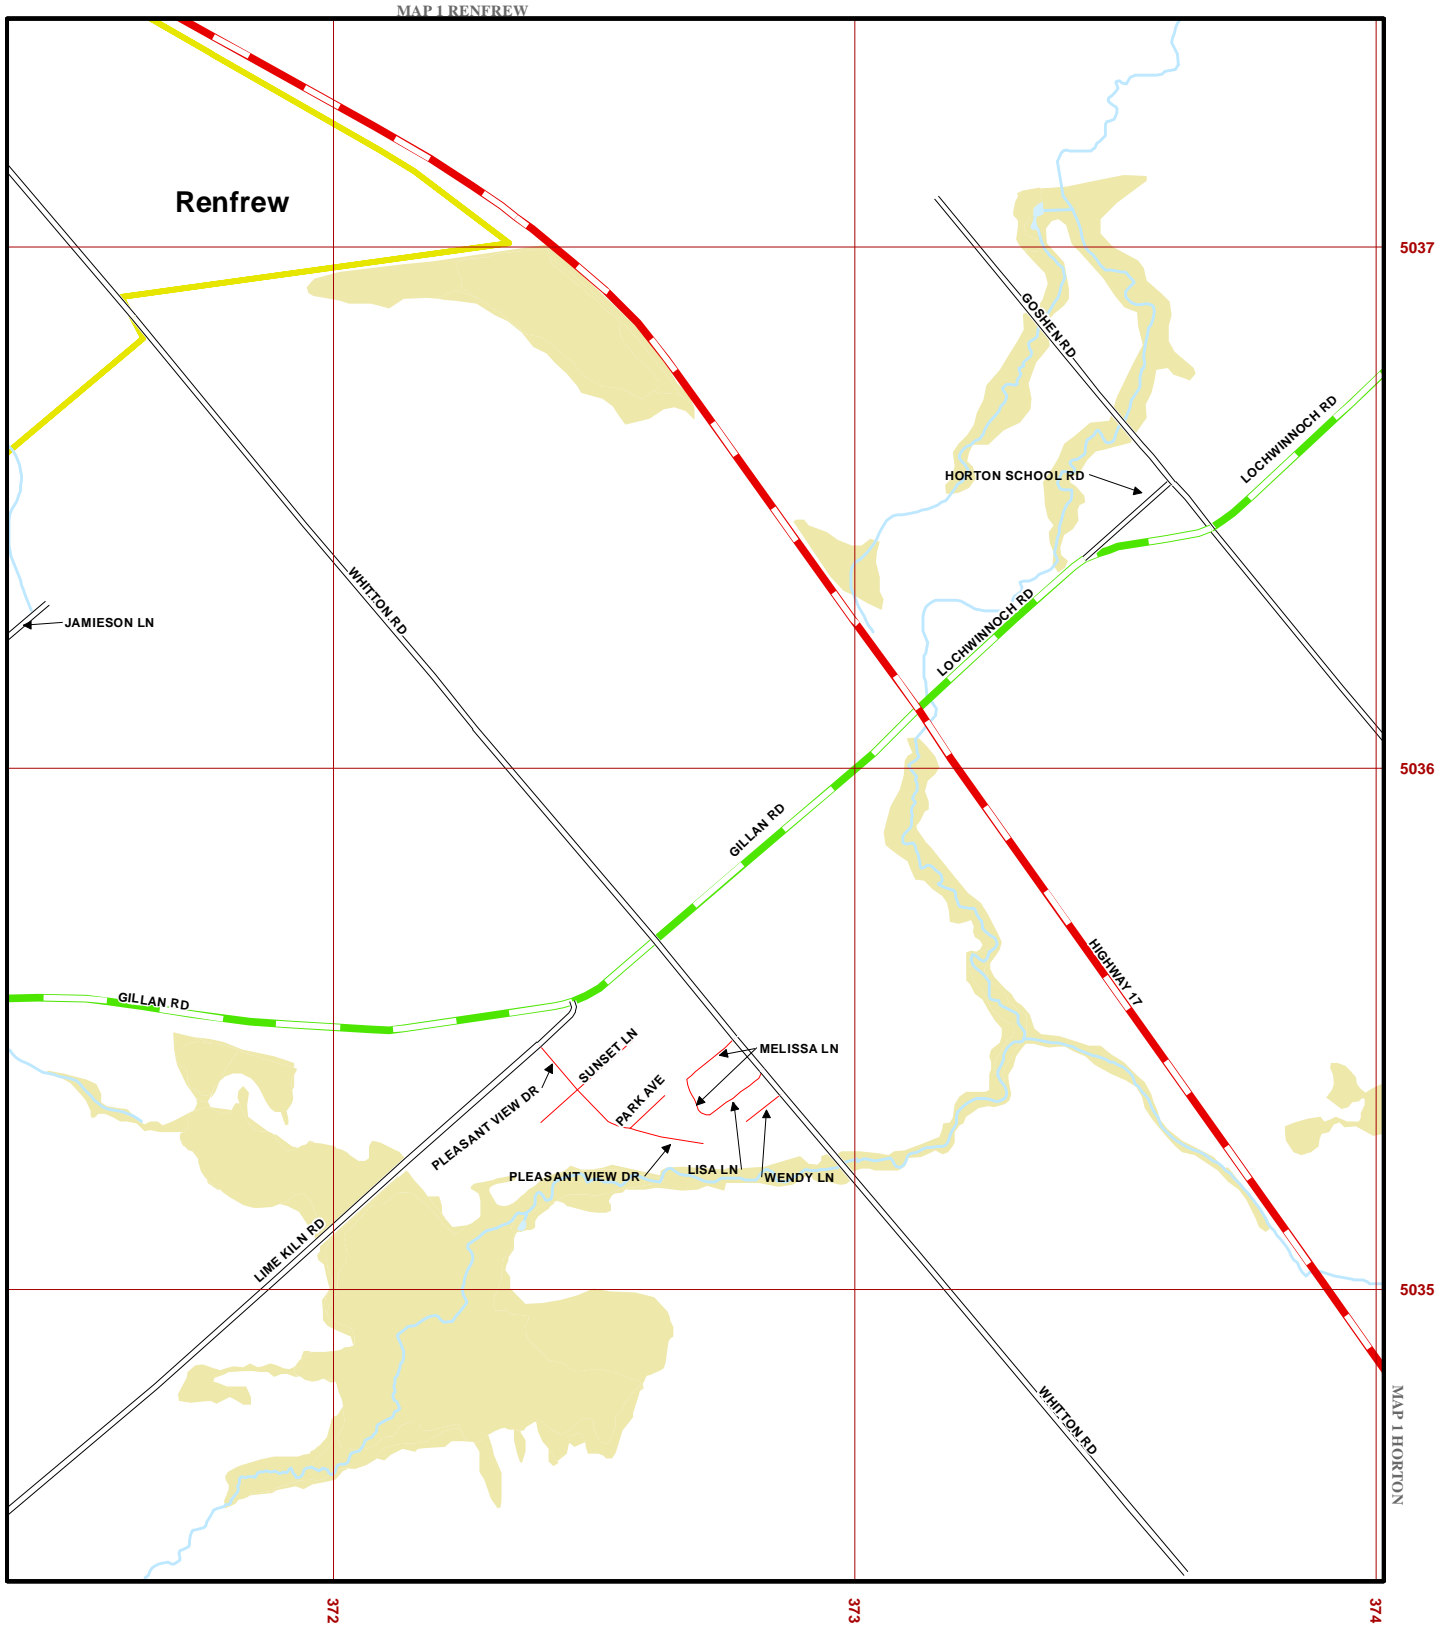 MAP 1 RENFREW
Renfrew
5037
GOSHEN RD
LOCHWINNOCH RD
HORTON SCHOOL RD
WHITTON RD
JAMIESON LN
LOCHWINNOCH RD
5036
GILLAN RD
HIGHWAY 17
GILLAN RD
SUNSET LN
MELISSA LN
PARK AVE
PLEASANT VIEW DR
PLEASANT VIEW DR
LISA LN
WENDY LN
LIME KILN RD
5035
WHITTON RD
MAP 1 HORTON
372
373
374